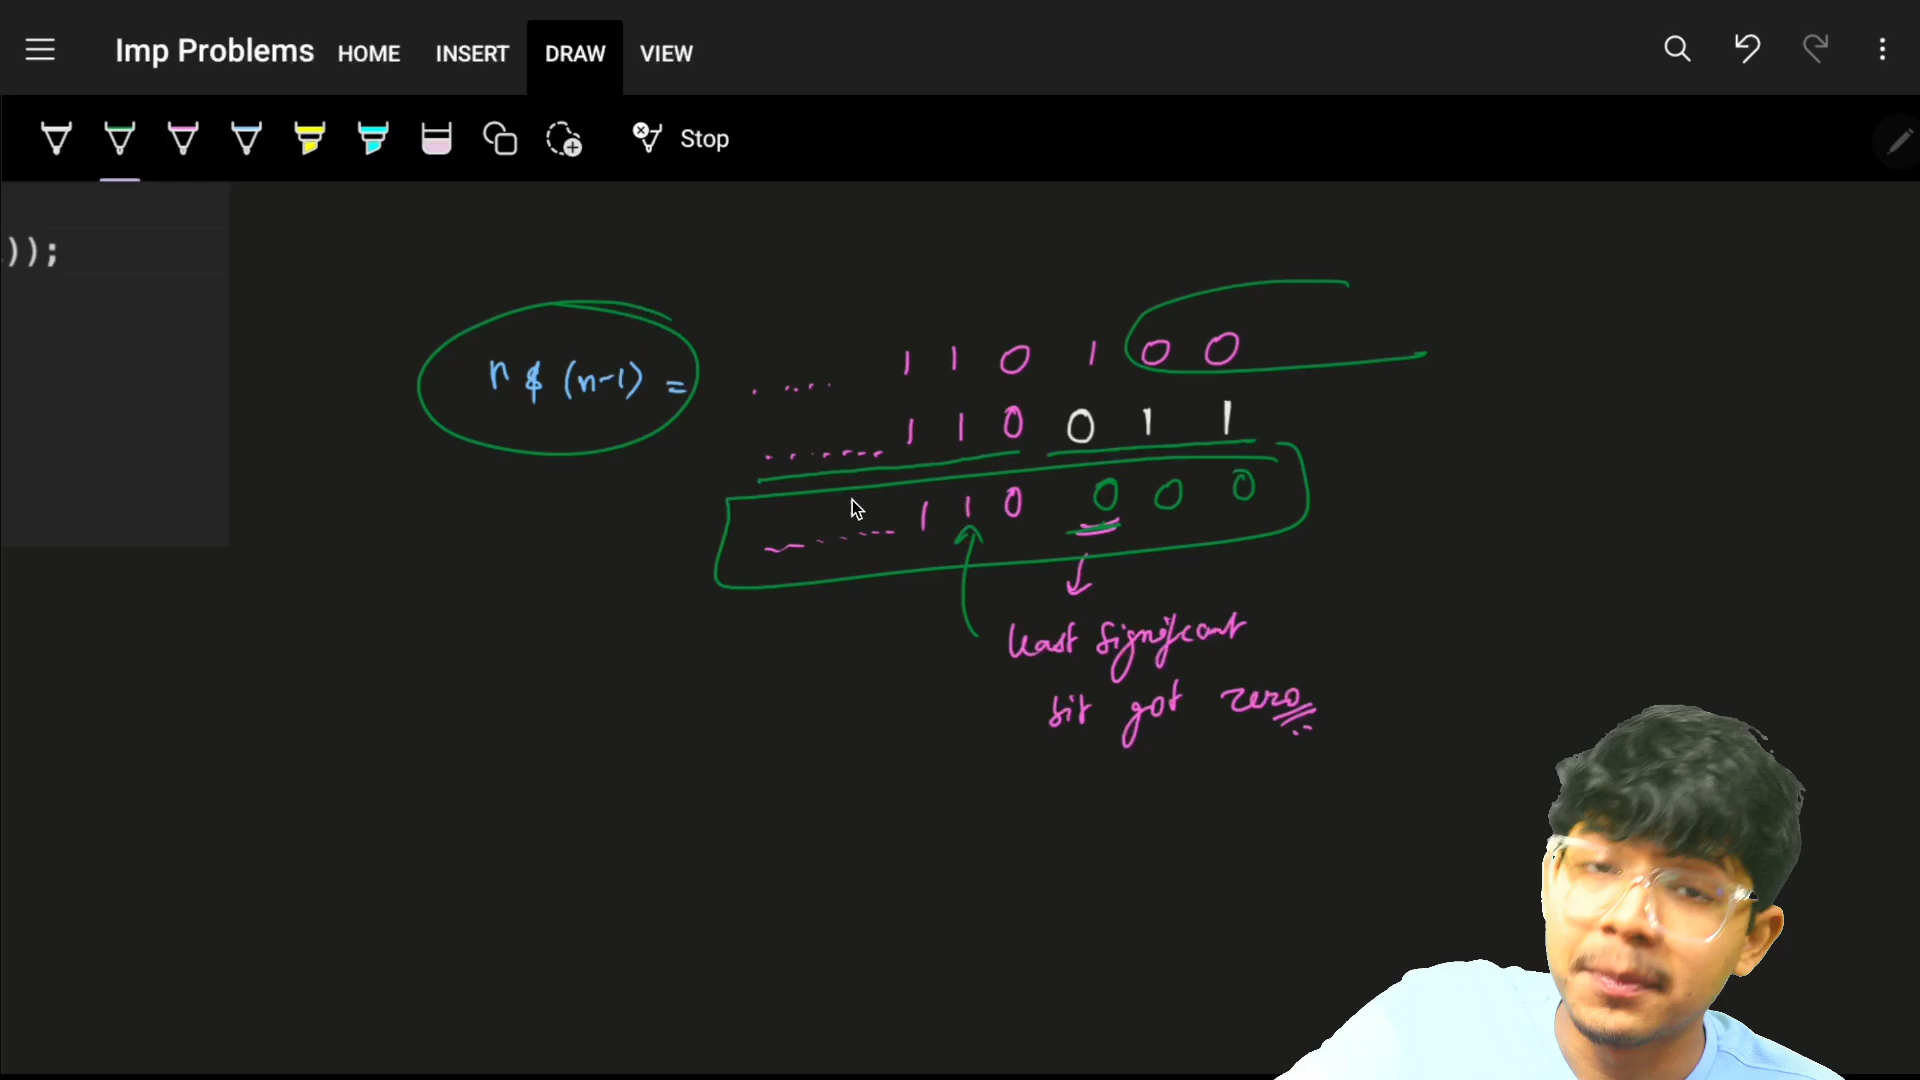 Imp Problems HOME INSERT DRAW VIEW
Stop
));
n & (n-1) = ..... 1 1 0 1 0 0
....... 1 1 0 0 1 1
....... 1 1 0 0 0 0
least significant
bit got zero